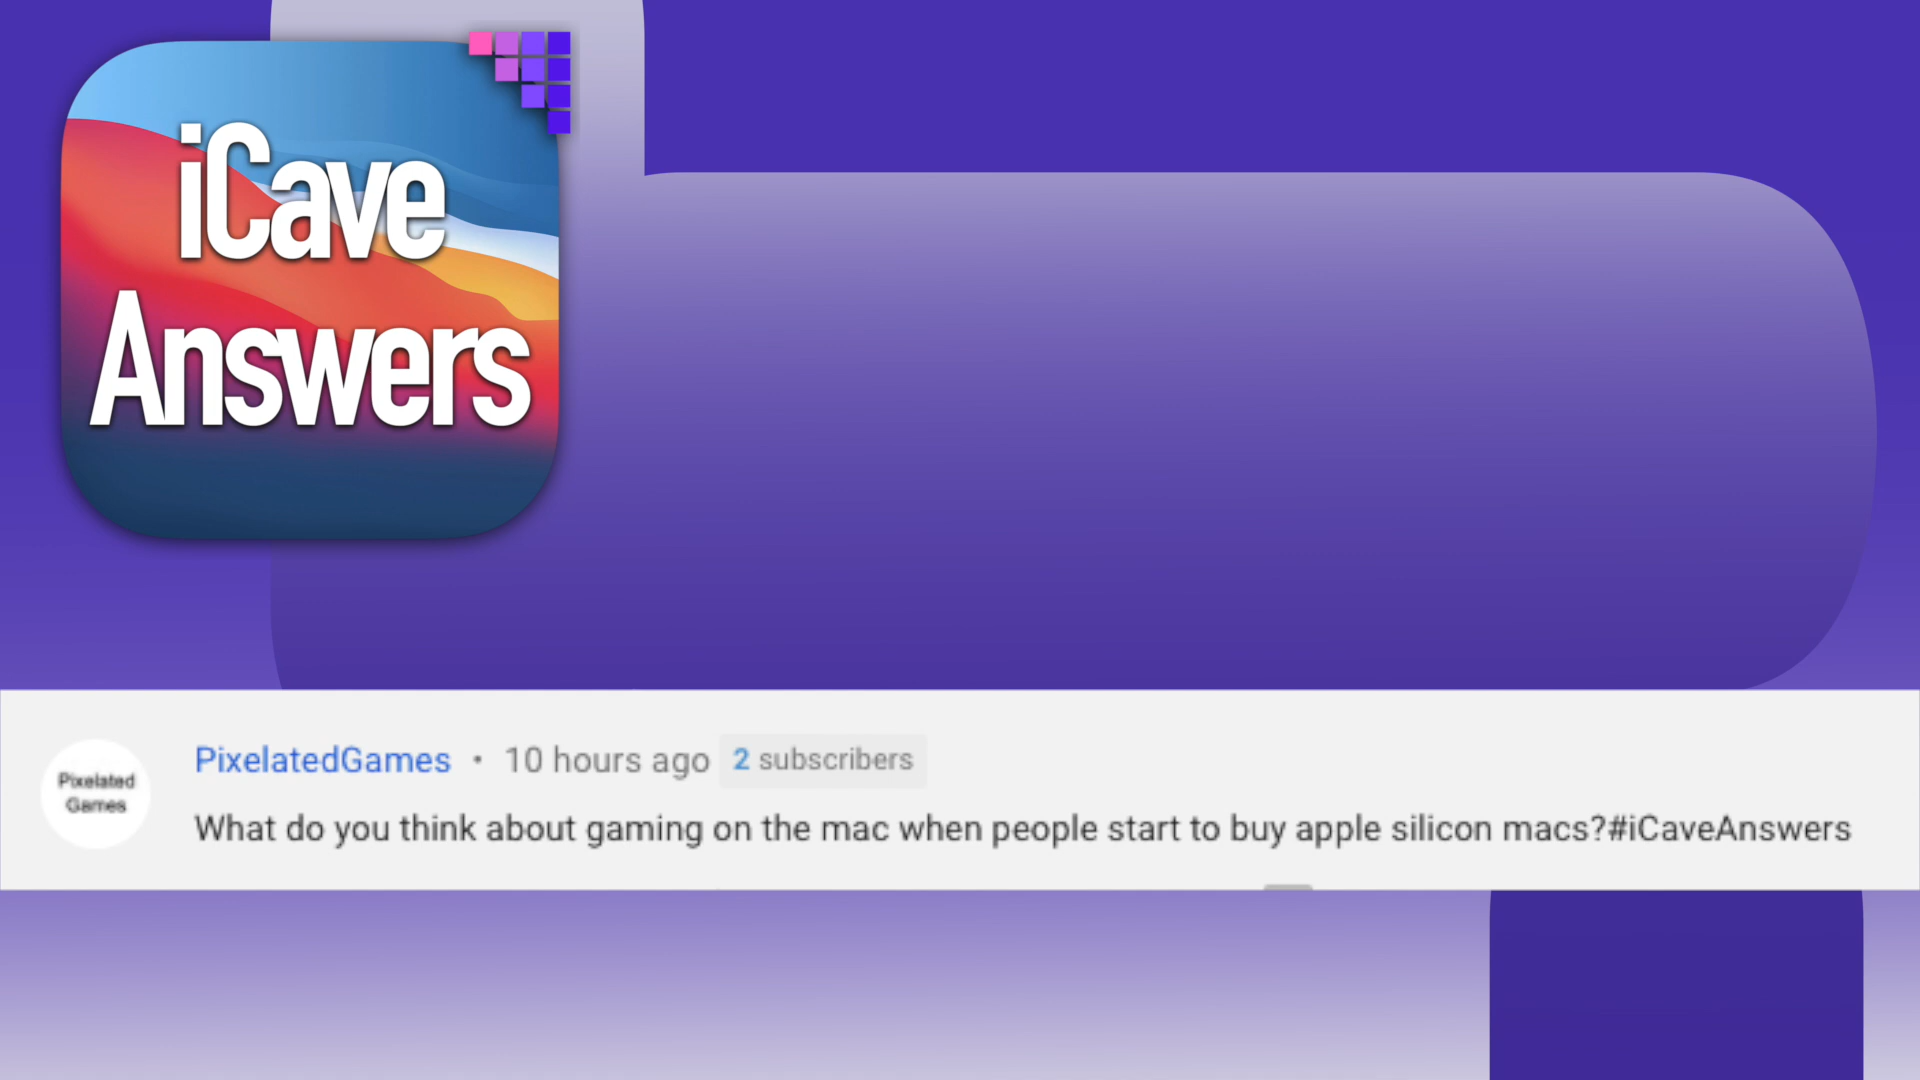 iCave
Answers
PixelatedGames • 10 hours ago 2 subscribers
Pixelated
Games
What do you think about gaming on the mac when people start to buy apple silicon macs?#iCaveAnswers